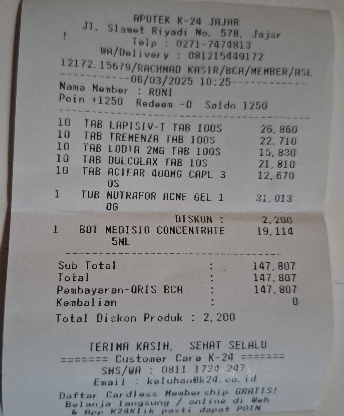 APOTEK K-24 JAJAR
Jl. Slamet Riyadi No. 578, Jajar
Telp : 0271-7474813
WA/Delivery : 081215449172
12172.15679/RACHMAD KASIR/BCA/MEMBER/ASL
06/03/2025 10:25
Nama Member : RONI
Poin +1250 Redeem -0 Saldo 1250
10 TAB LAPISIV-T TAB 100S 26,860
10 TAB TREMENZA TAB 100S 22,710
10 TAB LODIA 2MG TAB 100S 15,830
10 TAB DULCOLAX TAB 10S 21,810
10 TAB ACIFAR 400MG CAPL 3 12,670
0S
1 TUB NUTRAFOR ACNE GEL 1 31,013
0G
DISKON : 2,200
1 BOT MEDISIO CONCENTRATE 19,114
5ML
Sub Total : 147,807
Total : 147,807
Pembayaran-QRIS BCA : 147,807
Kembalian : 0
Total Diskon Produk : 2,200
TERIMA KASIH, SEHAT SELALU
======= Customer Care K-24 =======
SMS/WA : 0811 1724 247
Email : keluhan@k24.co.id
Daftar Cardless Membership GRATIS!
Belanja langsung / online di Web
& App K24Klik pasti dapat POIN